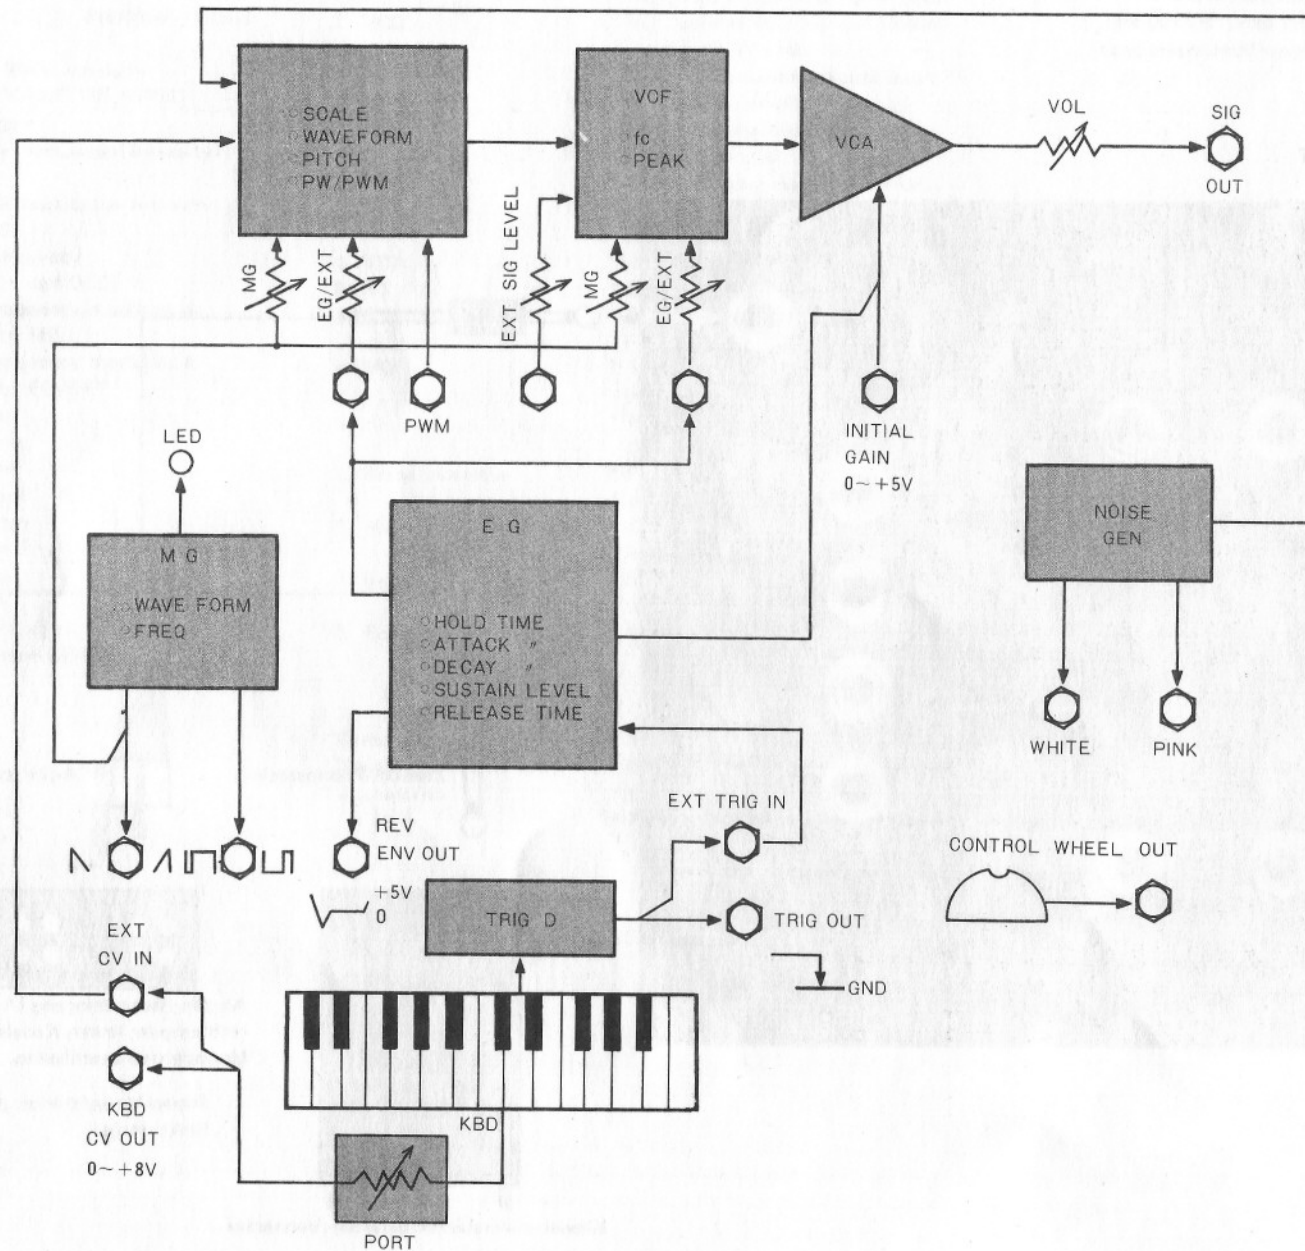 SCALE
WAVEFORM
PITCH
PW/PWM
VCF
fc
PEAK
VCA
VOL
SIG
OUT
MG
EG/EXT
EXT SIG LEVEL
MG
EG/EXT
PWM
INITIAL
GAIN
0~+5V
LED
MG
WAVE FORM
FREQ
EG
HOLD TIME
ATTACK 〃
DECAY 〃
SUSTAIN LEVEL
RELEASE TIME
NOISE
GEN
WHITE
PINK
REV
ENV OUT
+5V
0
EXT TRIG IN
TRIG D
TRIG OUT
GND
CONTROL WHEEL OUT
EXT
CV IN
KBD
CV OUT
0~+8V
KBD
PORT